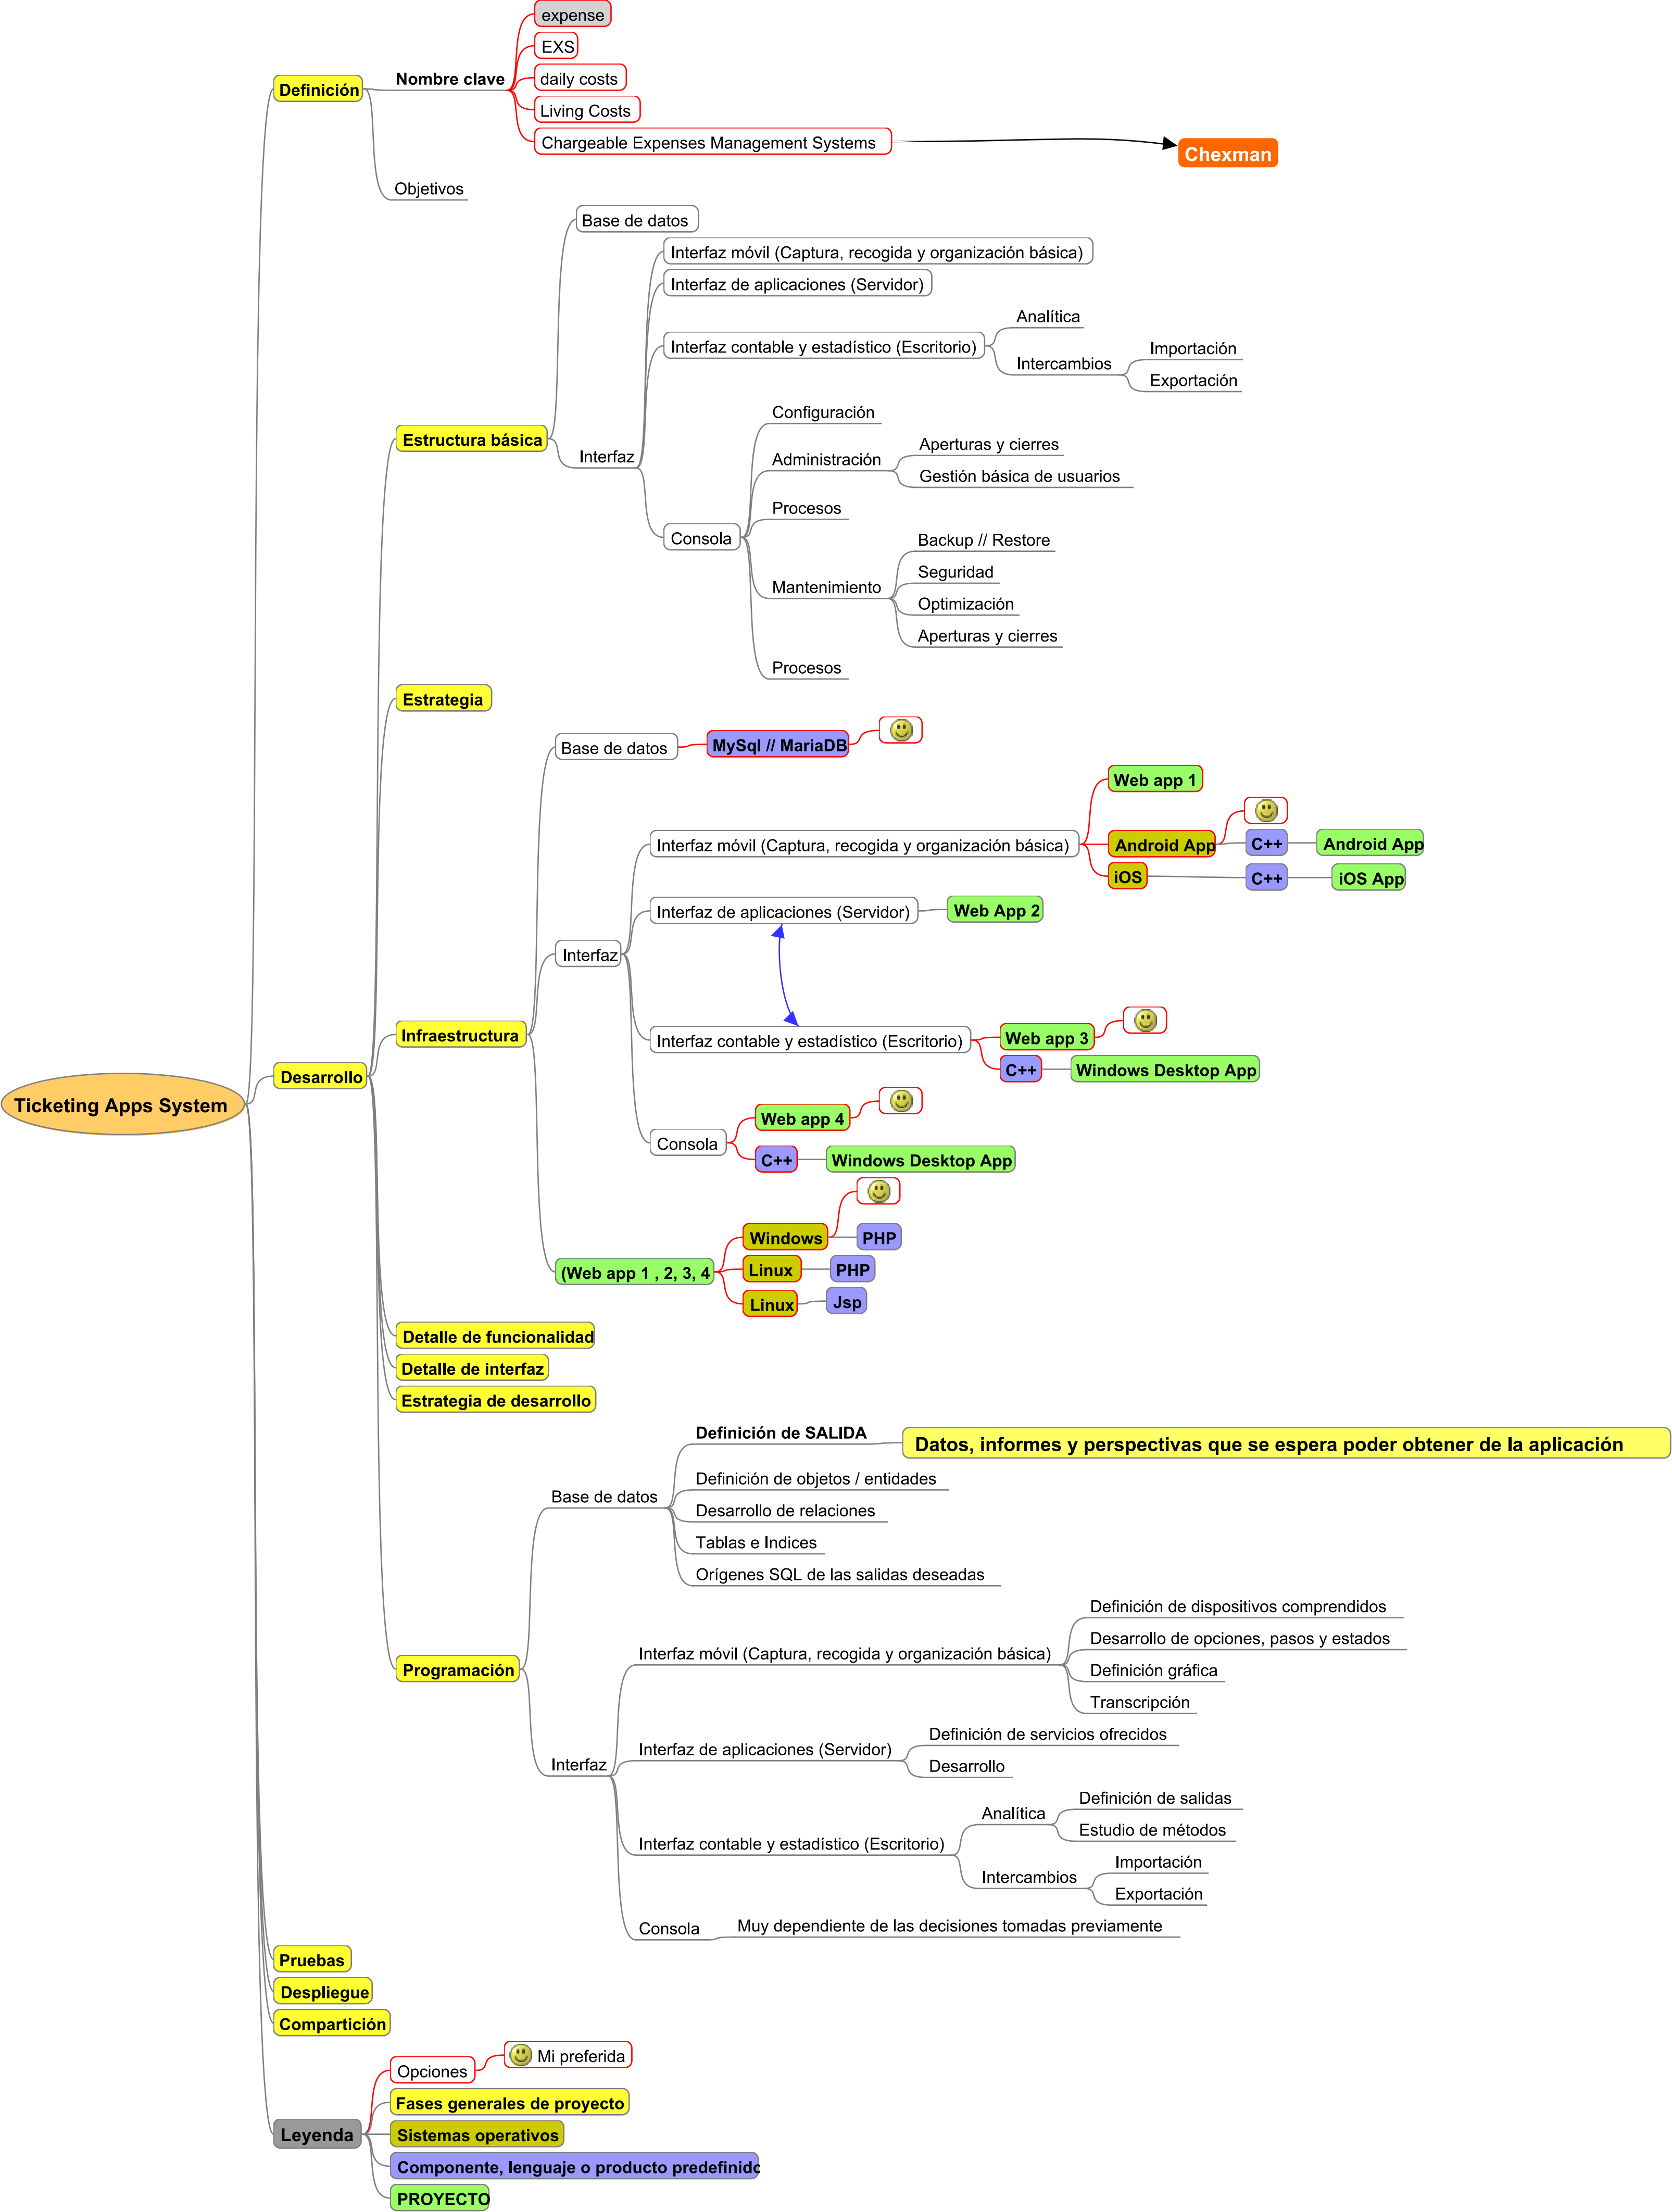 expense
EXS
Definición
Nombre clave
daily costs
Living Costs
Chargeable Expenses Management Systems
Chexman
Objetivos
Base de datos
Interfaz móvil (Captura, recogida y organización básica)
Interfaz de aplicaciones (Servidor)
Analítica
Interfaz contable y estadístico (Escritorio)
Importación
Intercambios
Exportación
Configuración
Estructura básica
Interfaz
Aperturas y cierres
Administración
Gestión básica de usuarios
Procesos
Consola
Backup // Restore
Seguridad
Mantenimiento
Optimización
Aperturas y cierres
Procesos
Estrategia
Base de datos
MySql // MariaDB
Web app 1
Interfaz móvil (Captura, recogida y organización básica)
Android App
C++
Android App
iOS
C++
iOS App
Interfaz de aplicaciones (Servidor)
Web App 2
Interfaz
Infraestructura
Interfaz contable y estadístico (Escritorio)
Web app 3
C++
Windows Desktop App
Desarrollo
Ticketing Apps System
Web app 4
Consola
C++
Windows Desktop App
Windows
PHP
(Web app 1 , 2, 3, 4
Linux
PHP
Linux
Jsp
Detalle de funcionalidad
Detalle de interfaz
Estrategia de desarrollo
Definición de SALIDA
Datos, informes y perspectivas que se espera poder obtener de la aplicación
Definición de objetos / entidades
Base de datos
Desarrollo de relaciones
Tablas e Indices
Orígenes SQL de las salidas deseadas
Programación
Definición de dispositivos comprendidos
Desarrollo de opciones, pasos y estados
Interfaz móvil (Captura, recogida y organización básica)
Definición gráfica
Transcripción
Definición de servicios ofrecidos
Interfaz de aplicaciones (Servidor)
Desarrollo
Interfaz
Definición de salidas
Analítica
Estudio de métodos
Interfaz contable y estadístico (Escritorio)
Importación
Intercambios
Exportación
Consola
Muy dependiente de las decisiones tomadas previamente
Pruebas
Despliegue
Compartición
Mi preferida
Opciones
Fases generales de proyecto
Leyenda
Sistemas operativos
Componente, lenguaje o producto predefinido
PROYECTO